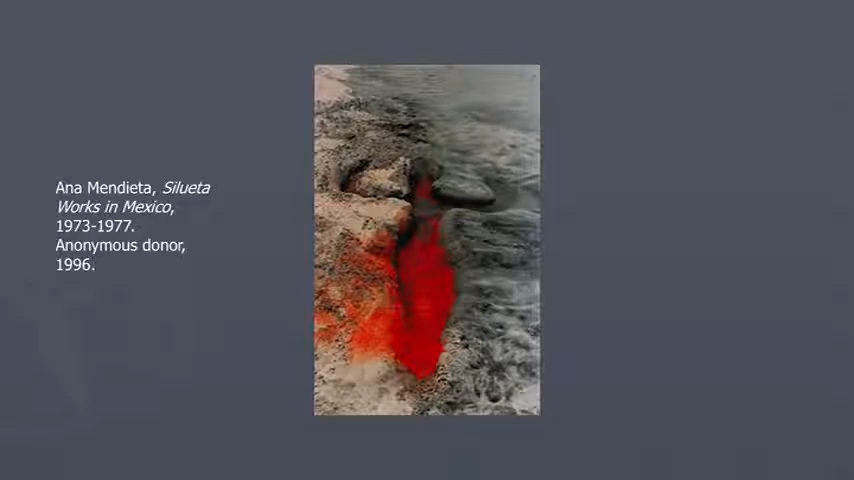 Ana Mendieta, Silueta
Works in Mexico,
1973-1977.
Anonymous donor,
1996.